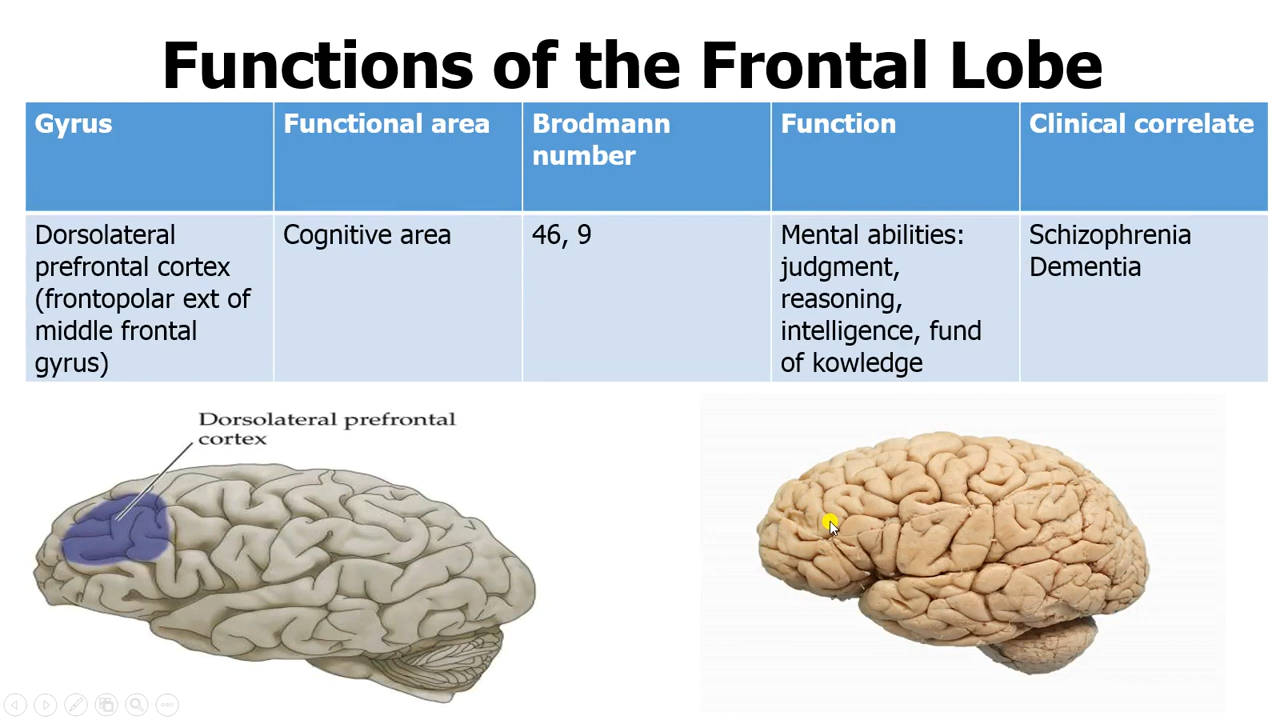 Functions of the Frontal Lobe
Gyrus
Functional area
Brodmann
number
Function
Clinical correlate
Dorsolateral
prefrontal cortex
(frontopolar ext of
middle frontal
gyrus)
Cognitive area
46, 9
Mental abilities:
judgment,
reasoning,
intelligence, fund
of kowledge
Schizophrenia
Dementia
Dorsolateral prefrontal
cortex